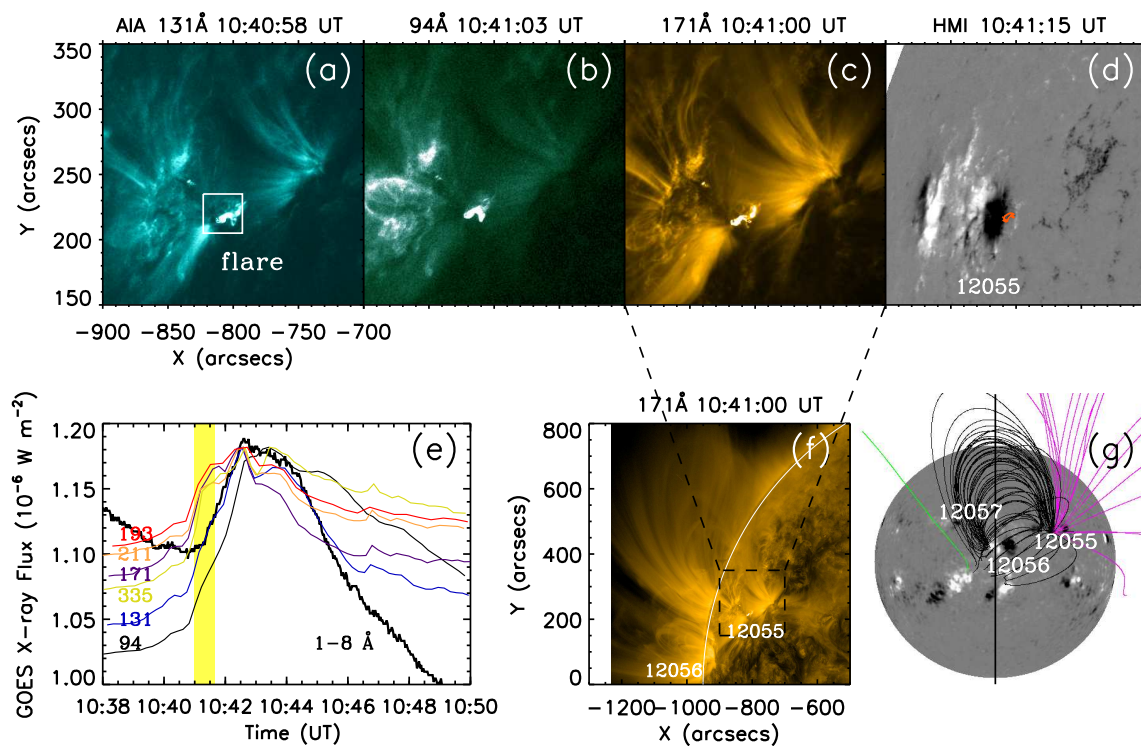 AIA 131Å 10:40:58 UT
94Å 10:41:03 UT
171Å 10:41:00 UT
HMI 10:41:15 UT
350
300
250
200
150
Y (arcsecs)
(a)
(b)
(c)
(d)
flare
12055
-900 -850 -800 -750 -700
X (arcsecs)
171Å 10:41:00 UT
GOES X-ray Flux (10⁻⁶ W m⁻²)
1.20
1.15
1.10
1.05
1.00
(e)
193
211
171
335
131
94
1-8 Å
10:38 10:40 10:42 10:44 10:46 10:48 10:50
Time (UT)
Y (arcsecs)
800
600
400
200
0
(f)
12055
12056
-1200 -1000 -800 -600
X (arcsecs)
(g)
12057
12055
12056